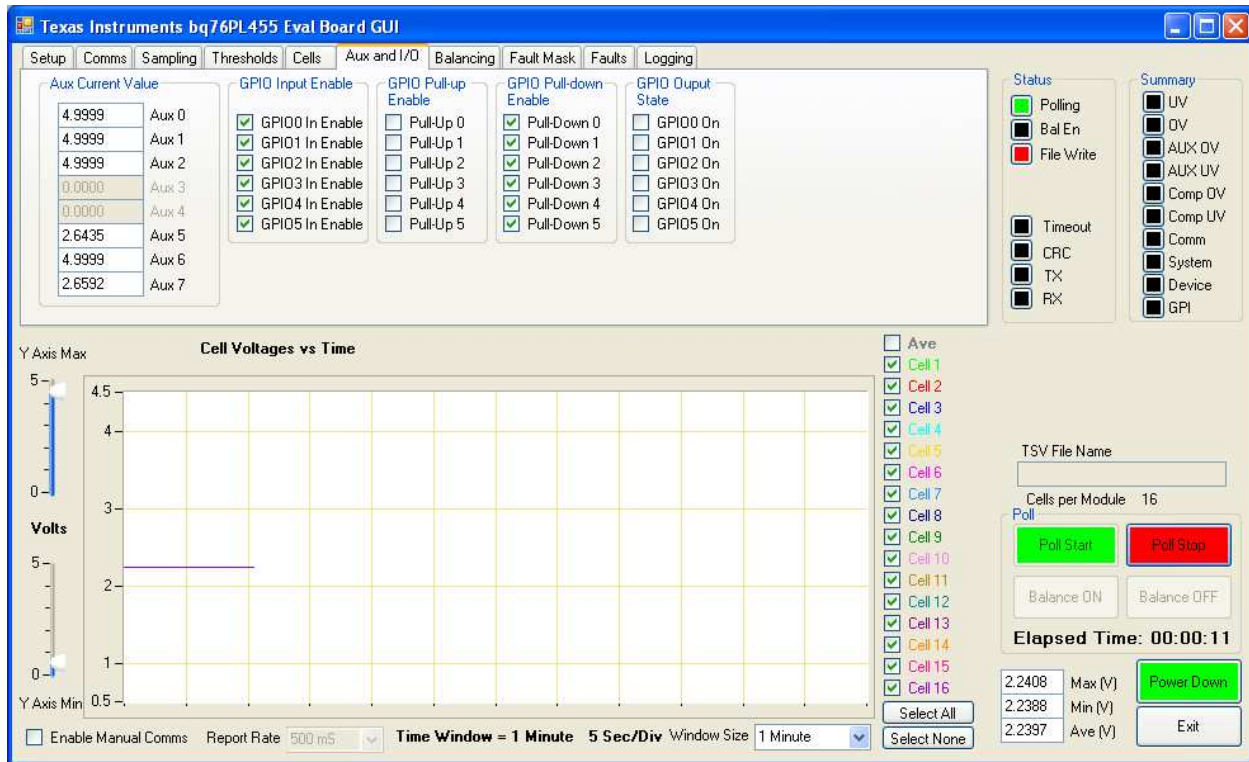 Texas Instruments bq76PL455 Eval Board GUI
Setup Comms Sampling Thresholds Cells Aux and I/O Balancing Fault Mask Faults Logging
Aux Current Value
4.9999 Aux 0
4.9999 Aux 1
4.9999 Aux 2
0.0000 Aux 3
0.0000 Aux 4
2.6435 Aux 5
4.9999 Aux 6
2.6592 Aux 7
GPIO Input Enable
GPIO0 In Enable
GPIO1 In Enable
GPIO2 In Enable
GPIO3 In Enable
GPIO4 In Enable
GPIO5 In Enable
GPIO Pull-up
Enable
Pull-Up 0
Pull-Up 1
Pull-Up 2
Pull-Up 3
Pull-Up 4
Pull-Up 5
GPIO Pull-down
Enable
Pull-Down 0
Pull-Down 1
Pull-Down 2
Pull-Down 3
Pull-Down 4
Pull-Down 5
GPIO Ouput
State
GPIO0 On
GPIO1 On
GPIO2 On
GPIO3 On
GPIO4 On
GPIO5 On
Status
Polling
Bal En
File Write
Timeout
CRC
TX
RX
Summary
UV
OV
AUX OV
AUX UV
Comp OV
Comp UV
Comm
System
Device
GPI
Y Axis Max
5
0
Volts
5
0
Y Axis Min
Cell Voltages vs Time
4.5
4
3
2
1
0.5
Ave
Cell 1
Cell 2
Cell 3
Cell 4
Cell 5
Cell 6
Cell 7
Cell 8
Cell 9
Cell 10
Cell 11
Cell 12
Cell 13
Cell 14
Cell 15
Cell 16
Select All
Select None
TSV File Name
Cells per Module 16
Poll
Poll Start Poll Stop
Balance ON Balance OFF
Elapsed Time: 00:00:11
2.2408 Max (V)
2.2388 Min (V)
2.2397 Ave (V)
Power Down
Exit
Enable Manual Comms Report Rate 500 mS Time Window = 1 Minute 5 Sec/Div Window Size 1 Minute